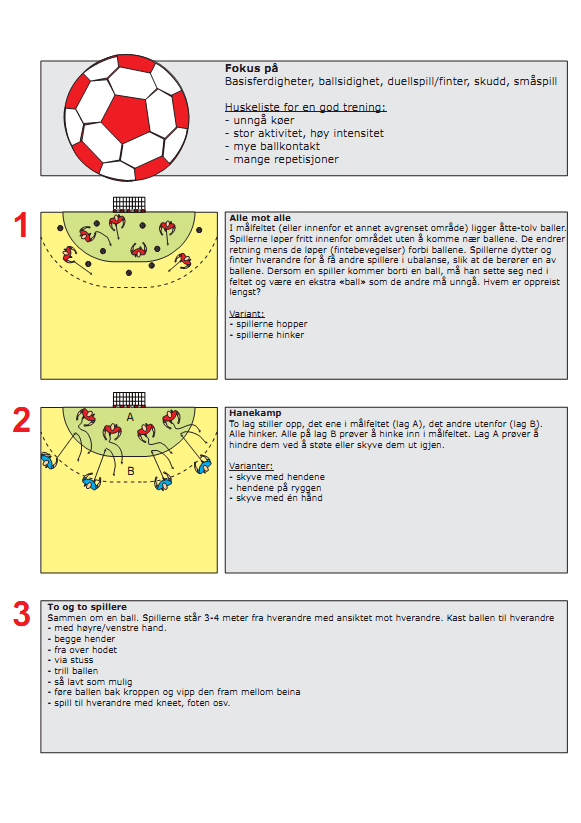 Fokus på
Basisferdigheter, ballsidighet, duellspill/finter, skudd, småspill
Huskeliste for en god trening:
- unngå køer
- stor aktivitet, høy intensitet
- mye ballkontakt
- mange repetisjoner
1
Alle mot alle
I målfeltet (eller innenfor et annet avgrenset område) ligger åtte-tolv baller.
Spillerne løper fritt innenfor området uten å komme nær ballene. De endrer
retning mens de løper (fintebevegelser) forbi ballene. Spillerne dytter og
finter hverandre for å få andre spillere i ubalanse, slik at de berører en av
ballene. Dersom en spiller kommer borti en ball, må han sette seg ned i
feltet og være en ekstra «ball» som de andre må unngå. Hvem er oppreist
lengst?
Variant:
- spillerne hopper
- spillerne hinker
2
A
B
Hanekamp
To lag stiller opp, det ene i målfeltet (lag A), det andre utenfor (lag B).
Alle hinker. Alle på lag B prøver å hinke inn i målfeltet. Lag A prøver å
hindre dem ved å støte eller skyve dem ut igjen.
Varianter:
- skyve med hendene
- hendene på ryggen
- skyve med én hånd
3
To og to spillere
Sammen om en ball. Spillerne står 3-4 meter fra hverandre med ansiktet mot hverandre. Kast ballen til hverandre
- med høyre/venstre hand.
- begge hender
- fra over hodet
- via stuss
- trill ballen
- så lavt som mulig
- føre ballen bak kroppen og vipp den fram mellom beina
- spill til hverandre med kneet, foten osv.